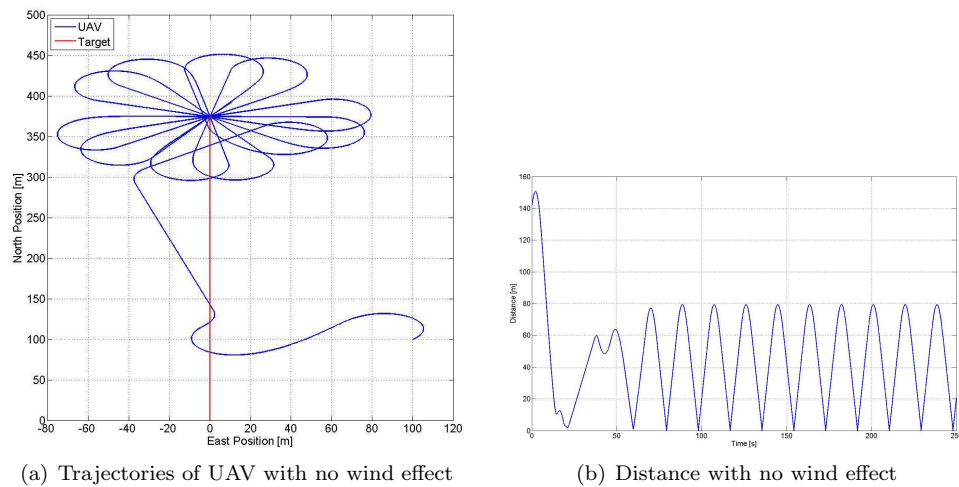 500
450
400
350
300
250
200
150
100
50
0
North Position [m]
UAV
Target
-80 -60 -40 -20 0 20 40 60 80 100 120
East Position [m]
(a) Trajectories of UAV with no wind effect
160
140
120
100
80
60
40
20
0
Distance [m]
0 50 100 150 200 250
Time [s]
(b) Distance with no wind effect